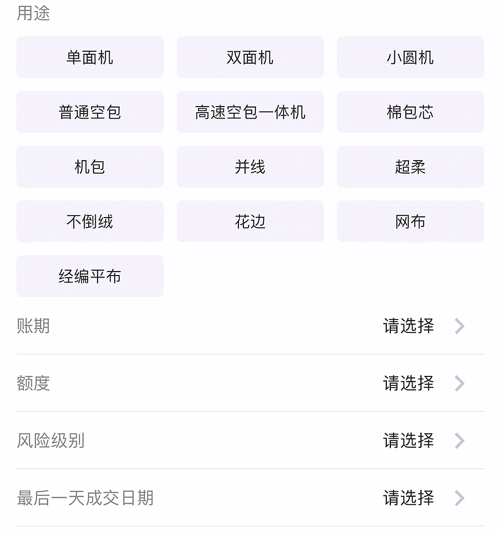 用途
单面机 双面机 小圆机
普通空包 高速空包一体机 棉包芯
机包 并线 超柔
不倒绒 花边 网布
经编平布
账期 请选择
额度 请选择
风险级别 请选择
最后一天成交日期 请选择